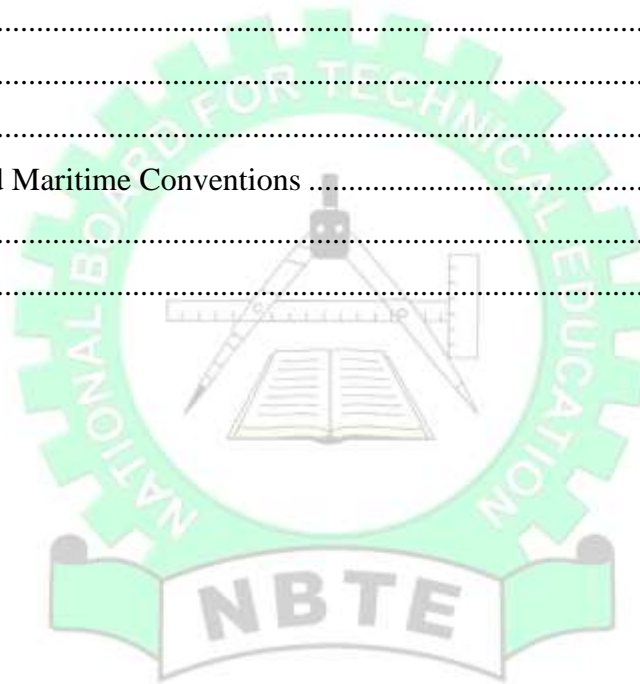 ....................................................................................
....................................................................................
....................................................................................
d Maritime Conventions ..................................................
....................................................................................
....................................................................................
NATIONAL BOARD FOR TECHNICAL EDUCATION
NBTE